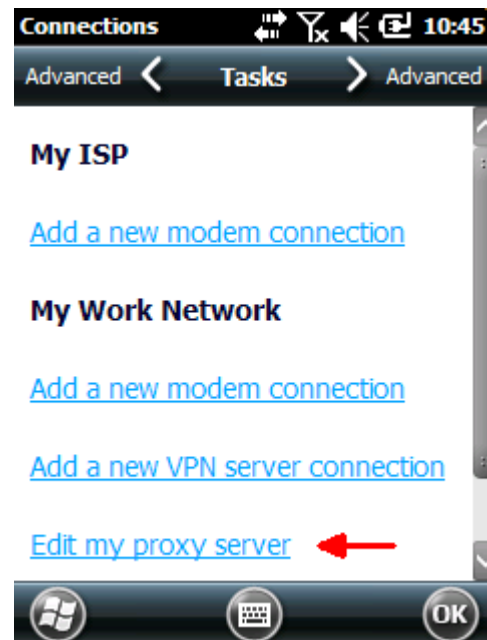 Connections 10:45
Advanced Tasks Advanced
My ISP
Add a new modem connection
My Work Network
Add a new modem connection
Add a new VPN server connection
Edit my proxy server
OK